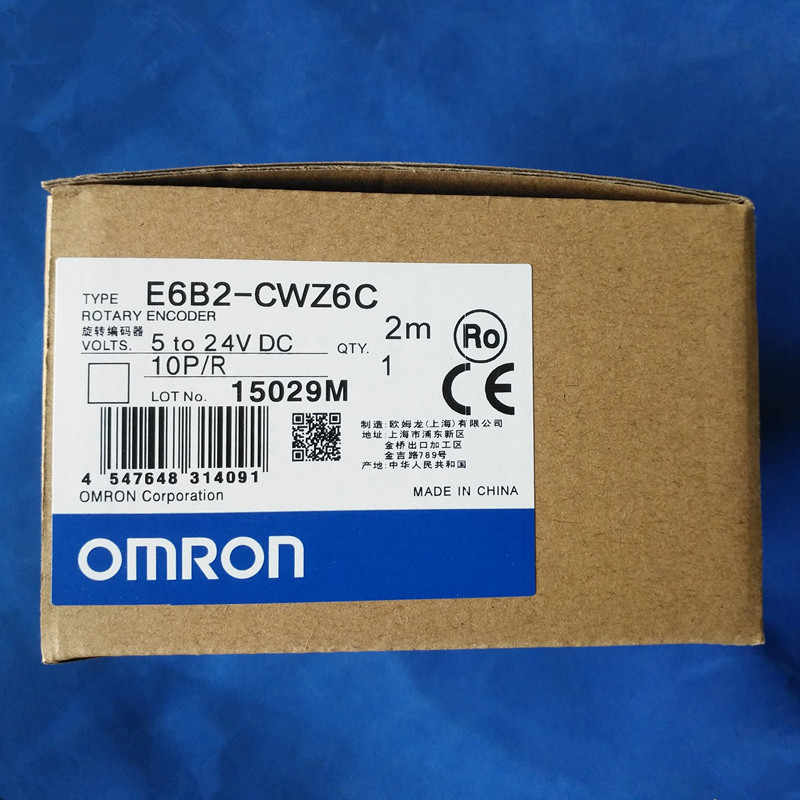 TYPE E6B2-CWZ6C
ROTARY ENCODER
旋转编码器
VOLTS. 5 to 24V DC QTY. 2m
10P/R 1
Ro
CE
LOT No. 15029M
4 547648 314091
OMRON Corporation
制造: 欧姆龙(上海)有限公司
地址: 上海市浦东新区
金桥出口加工区
金吉路789号
产地: 中华人民共和国
MADE IN CHINA
OMRON